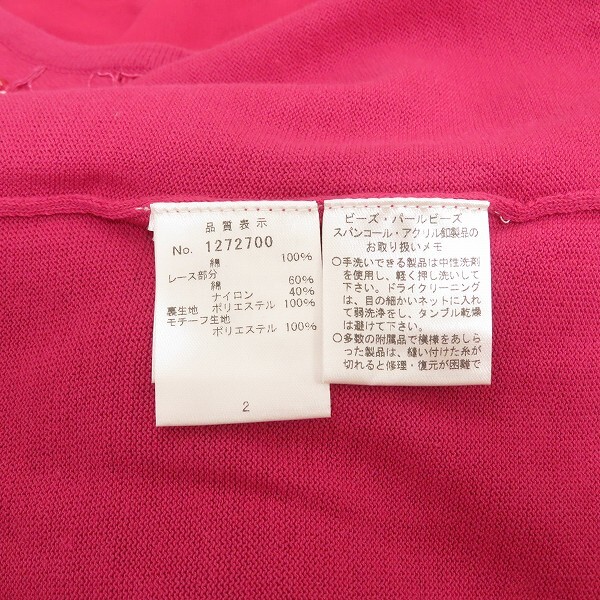 品質表示
No. 1272700
綿 100%
レース部分
綿 60%
ナイロン 40%
裏生地 ポリエステル 100%
モチーフ生地
ポリエステル 100%
2
ビーズ・パールビーズ
スパンコール・アクリル釦製品の
お取り扱いメモ
●手洗いできる製品は中性洗剤
を使用し、軽く押し洗いして
下さい。ドライクリーニング
は、目の細かいネットに入れ
て弱洗浄をし、タンブル乾燥
は避けて下さい。
●多数の附属品で模様をあしら
った製品は、縫い付けた糸が
切れると修理・復元が困難で